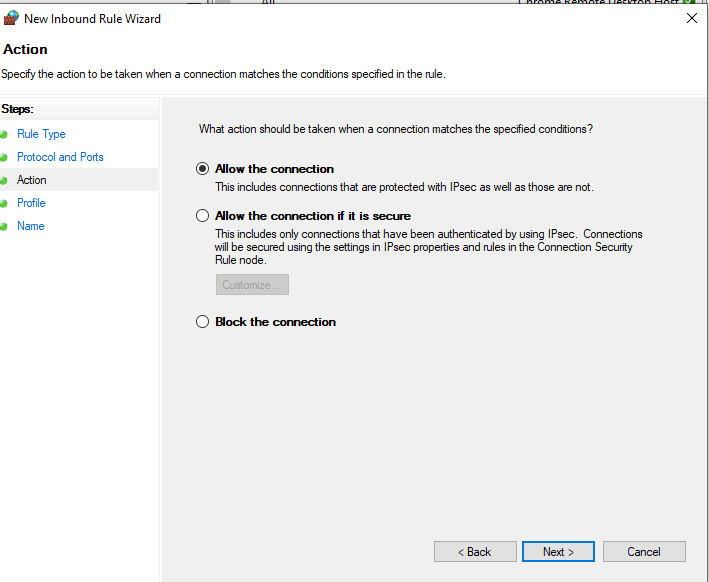 All
Chrome Remote Desktop Host
New Inbound Rule Wizard
Action
Specify the action to be taken when a connection matches the conditions specified in the rule.
Steps:
Rule Type
Protocol and Ports
Action
Profile
Name
What action should be taken when a connection matches the specified conditions?
Allow the connection
This includes connections that are protected with IPsec as well as those are not.
Allow the connection if it is secure
This includes only connections that have been authenticated by using IPsec. Connections
will be secured using the settings in IPsec properties and rules in the Connection Security
Rule node.
Customize...
Block the connection
< Back
Next >
Cancel